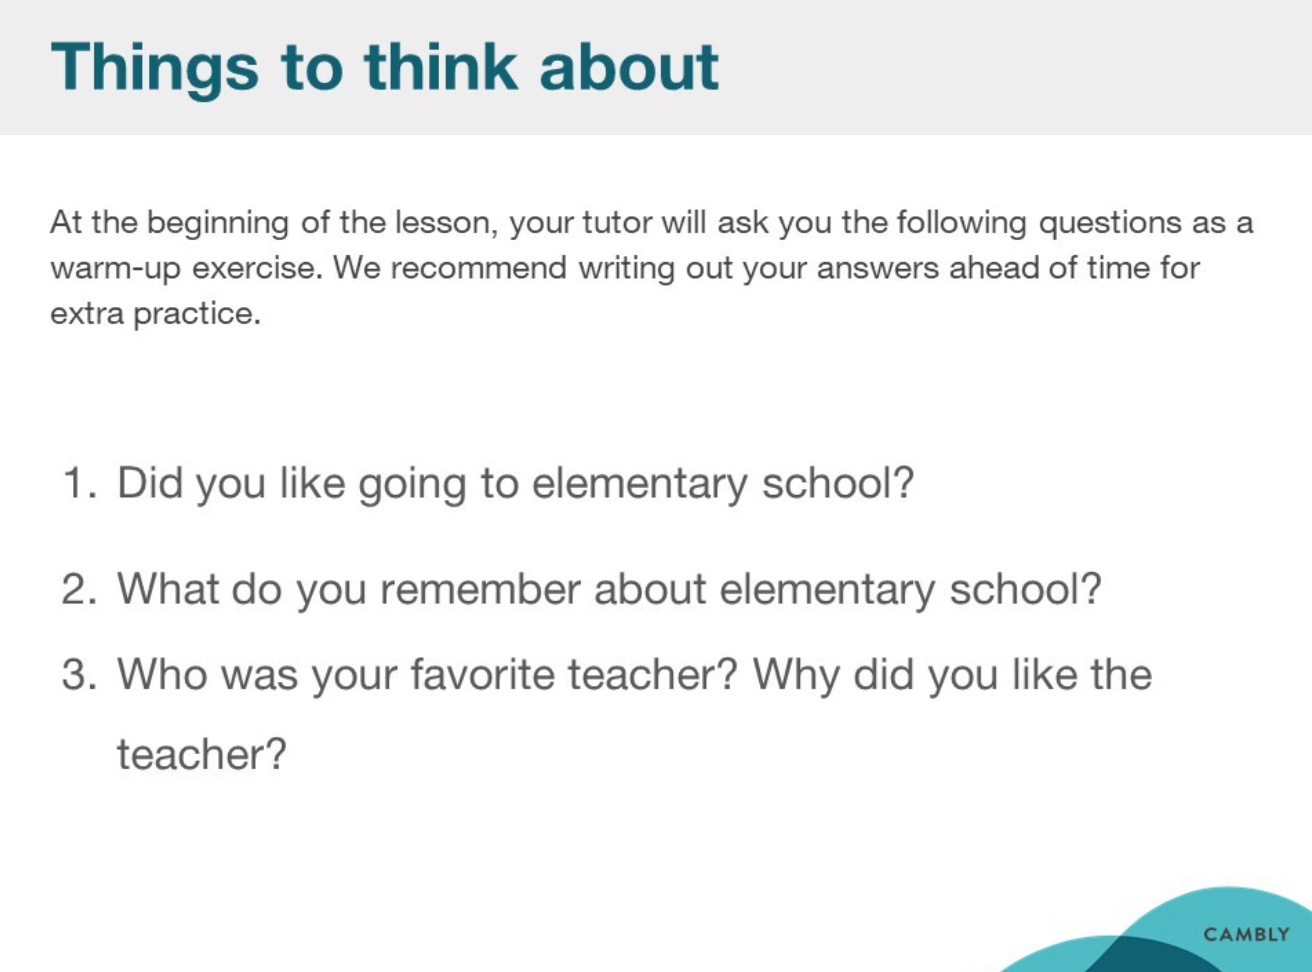 Things to think about
At the beginning of the lesson, your tutor will ask you the following questions as a
warm-up exercise. We recommend writing out your answers ahead of time for
extra practice.
1. Did you like going to elementary school?
2. What do you remember about elementary school?
3. Who was your favorite teacher? Why did you like the
teacher?
CAMBLY